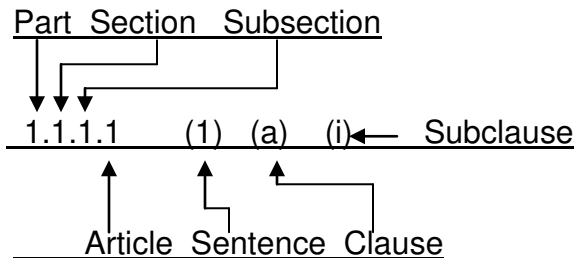 Part Section Subsection
1.1.1.1 (1) (a) (i) Subclause
Article Sentence Clause